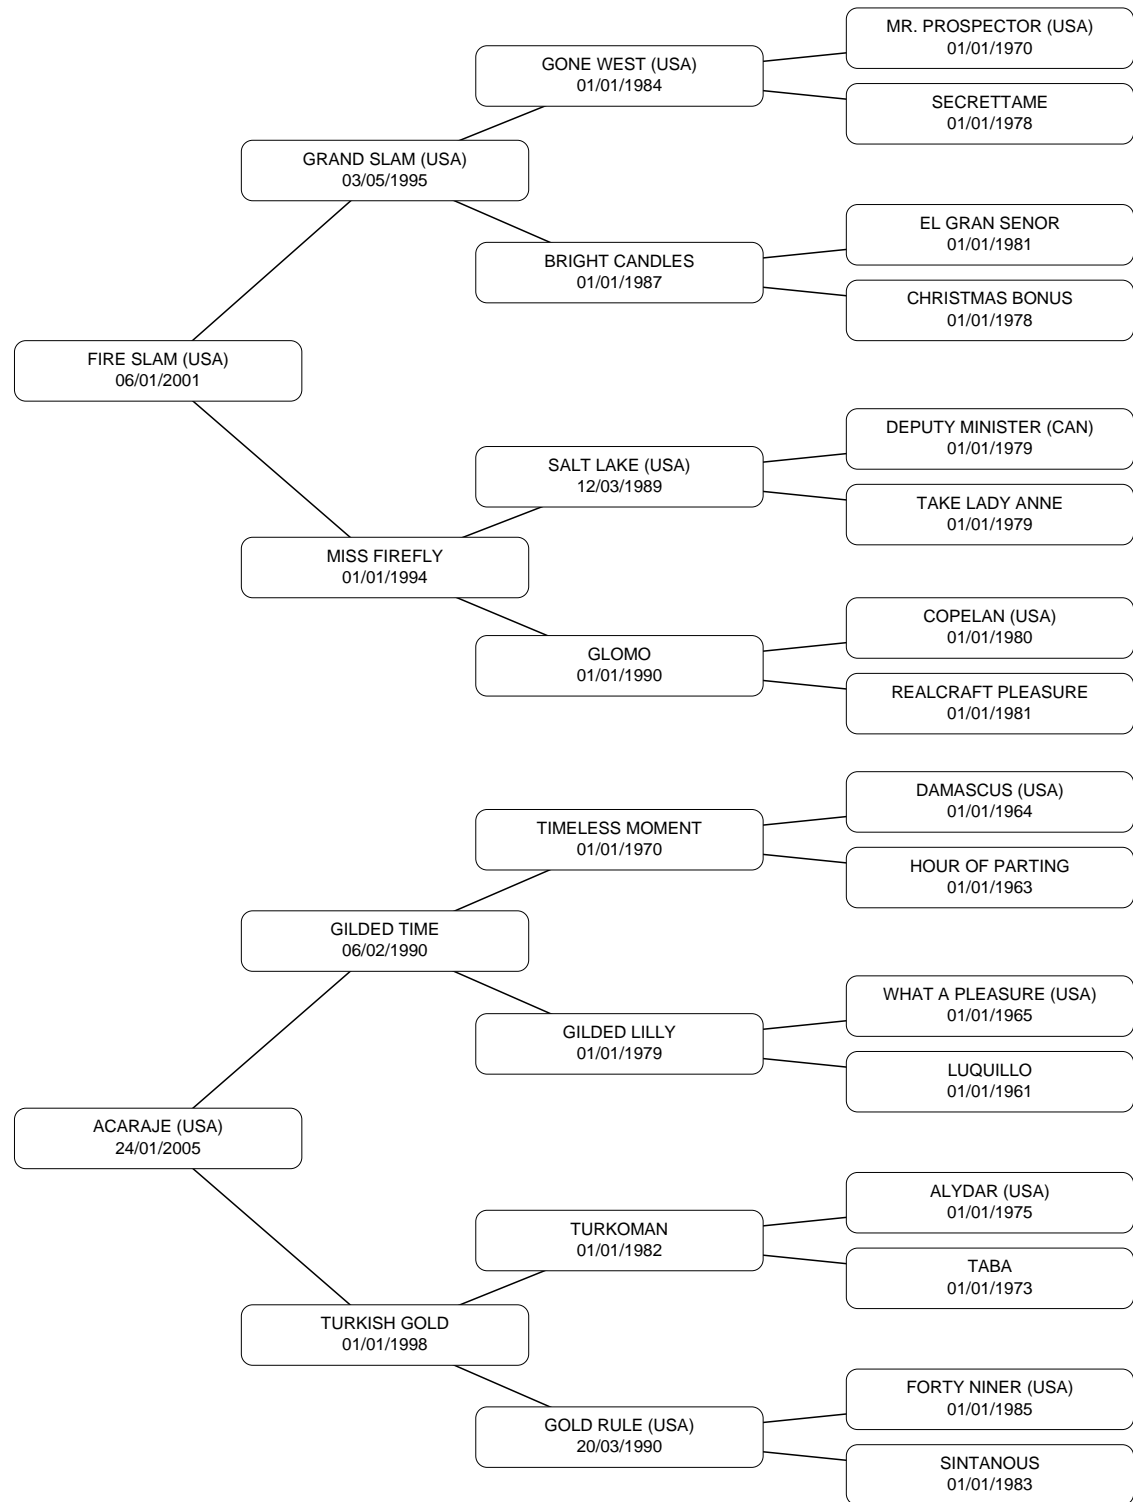 MR. PROSPECTOR (USA)
01/01/1970
GONE WEST (USA)
01/01/1984
SECRETTAME
01/01/1978
GRAND SLAM (USA)
03/05/1995
EL GRAN SENOR
01/01/1981
BRIGHT CANDLES
01/01/1987
CHRISTMAS BONUS
01/01/1978
FIRE SLAM (USA)
06/01/2001
DEPUTY MINISTER (CAN)
01/01/1979
SALT LAKE (USA)
12/03/1989
TAKE LADY ANNE
01/01/1979
MISS FIREFLY
01/01/1994
COPELAN (USA)
01/01/1980
GLOMO
01/01/1990
REALCRAFT PLEASURE
01/01/1981
DAMASCUS (USA)
01/01/1964
TIMELESS MOMENT
01/01/1970
HOUR OF PARTING
01/01/1963
GILDED TIME
06/02/1990
WHAT A PLEASURE (USA)
01/01/1965
GILDED LILLY
01/01/1979
LUQUILLO
01/01/1961
ACARAJE (USA)
24/01/2005
ALYDAR (USA)
01/01/1975
TURKOMAN
01/01/1982
TABA
01/01/1973
TURKISH GOLD
01/01/1998
FORTY NINER (USA)
01/01/1985
GOLD RULE (USA)
20/03/1990
SINTANOUS
01/01/1983